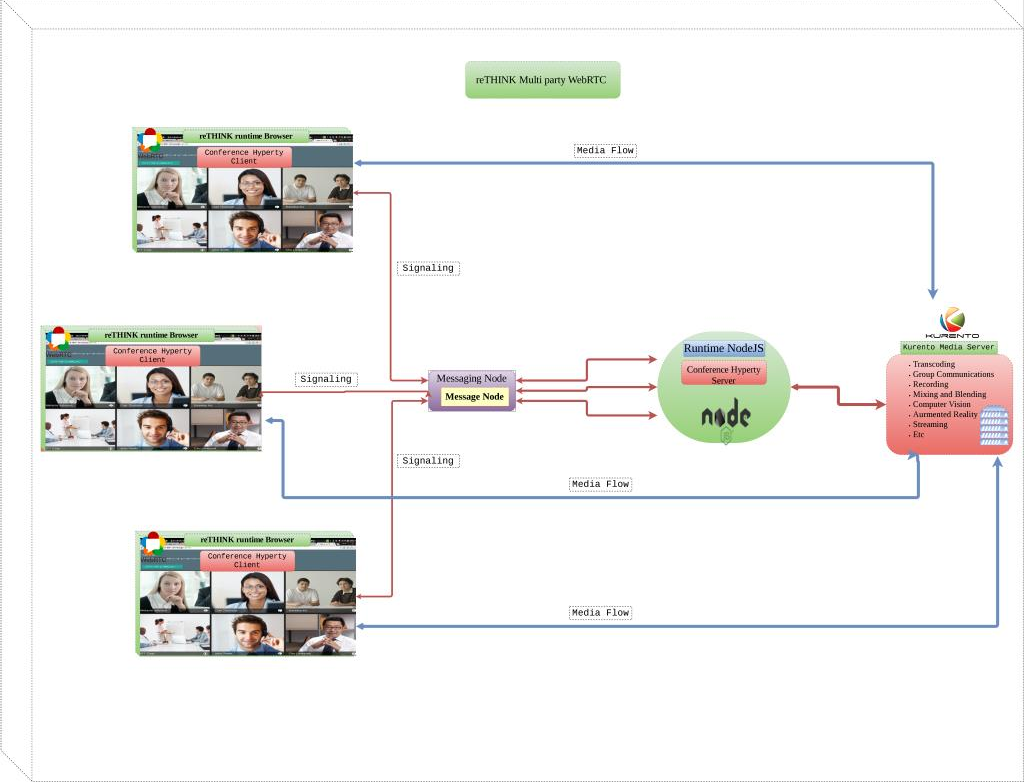 reTHINK Multi party WebRTC
reTHINK runtime Browser
WebRTC
Conference Hyperty
Client
Media Flow
Signaling
reTHINK runtime Browser
WebRTC
Conference Hyperty
Client
Signaling
Messaging Node
Message Node
Runtime NodeJS
Conference Hyperty
Server
node
KURENTO
Kurento Media Server
· Transcoding
· Group Communications
· Recording
· Mixing and Blending
· Computer Vision
· Aurmented Reality
· Streaming
· Etc
Signaling
Media Flow
reTHINK runtime Browser
WebRTC
Conference Hyperty
Client
Media Flow